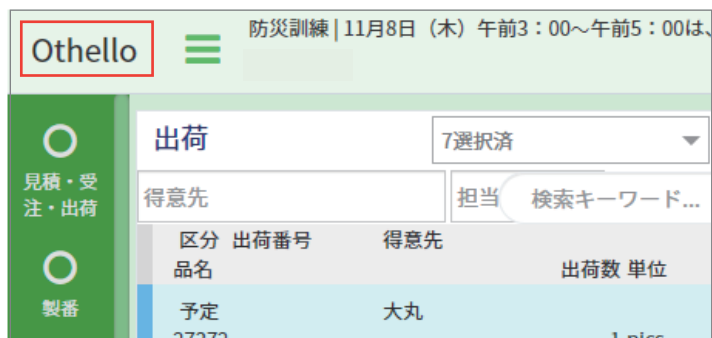 Othello
防災訓練 | 11月8日（木）午前3：00～午前5：00は、
見積・受
注・出荷
製番
出荷
7選択済
得意先
担当
検索キーワード...
区分 出荷番号 得意先
品名 出荷数 単位
予定 大丸